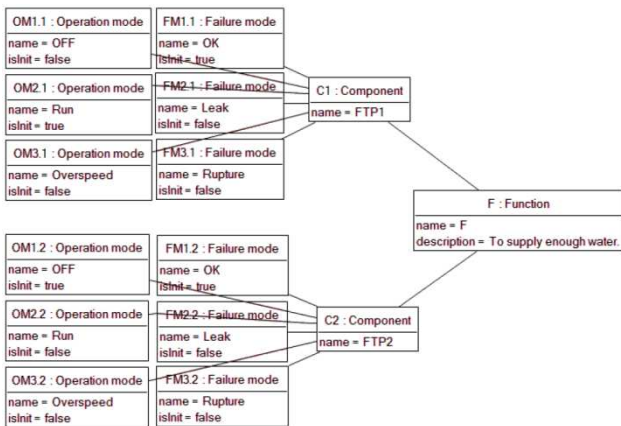 OM1.1 : Operation mode
name = OFF
isInit = false
FM1.1 : Failure mode
name = OK
isInit = true
OM2.1 : Operation mode
name = Run
isInit = true
FM2.1 : Failure mode
name = Leak
isInit = false
C1 : Component
name = FTP1
OM3.1 : Operation mode
name = Overspeed
isInit = false
FM3.1 : Failure mode
name = Rupture
isInit = false
F : Function
name = F
description = To supply enough water.
OM1.2 : Operation mode
name = OFF
isInit = true
FM1.2 : Failure mode
name = OK
isInit = true
OM2.2 : Operation mode
name = Run
isInit = false
FM2.2 : Failure mode
name = Leak
isInit = false
C2 : Component
name = FTP2
OM3.2 : Operation mode
name = Overspeed
isInit = false
FM3.2 : Failure mode
name = Rupture
isInit = false